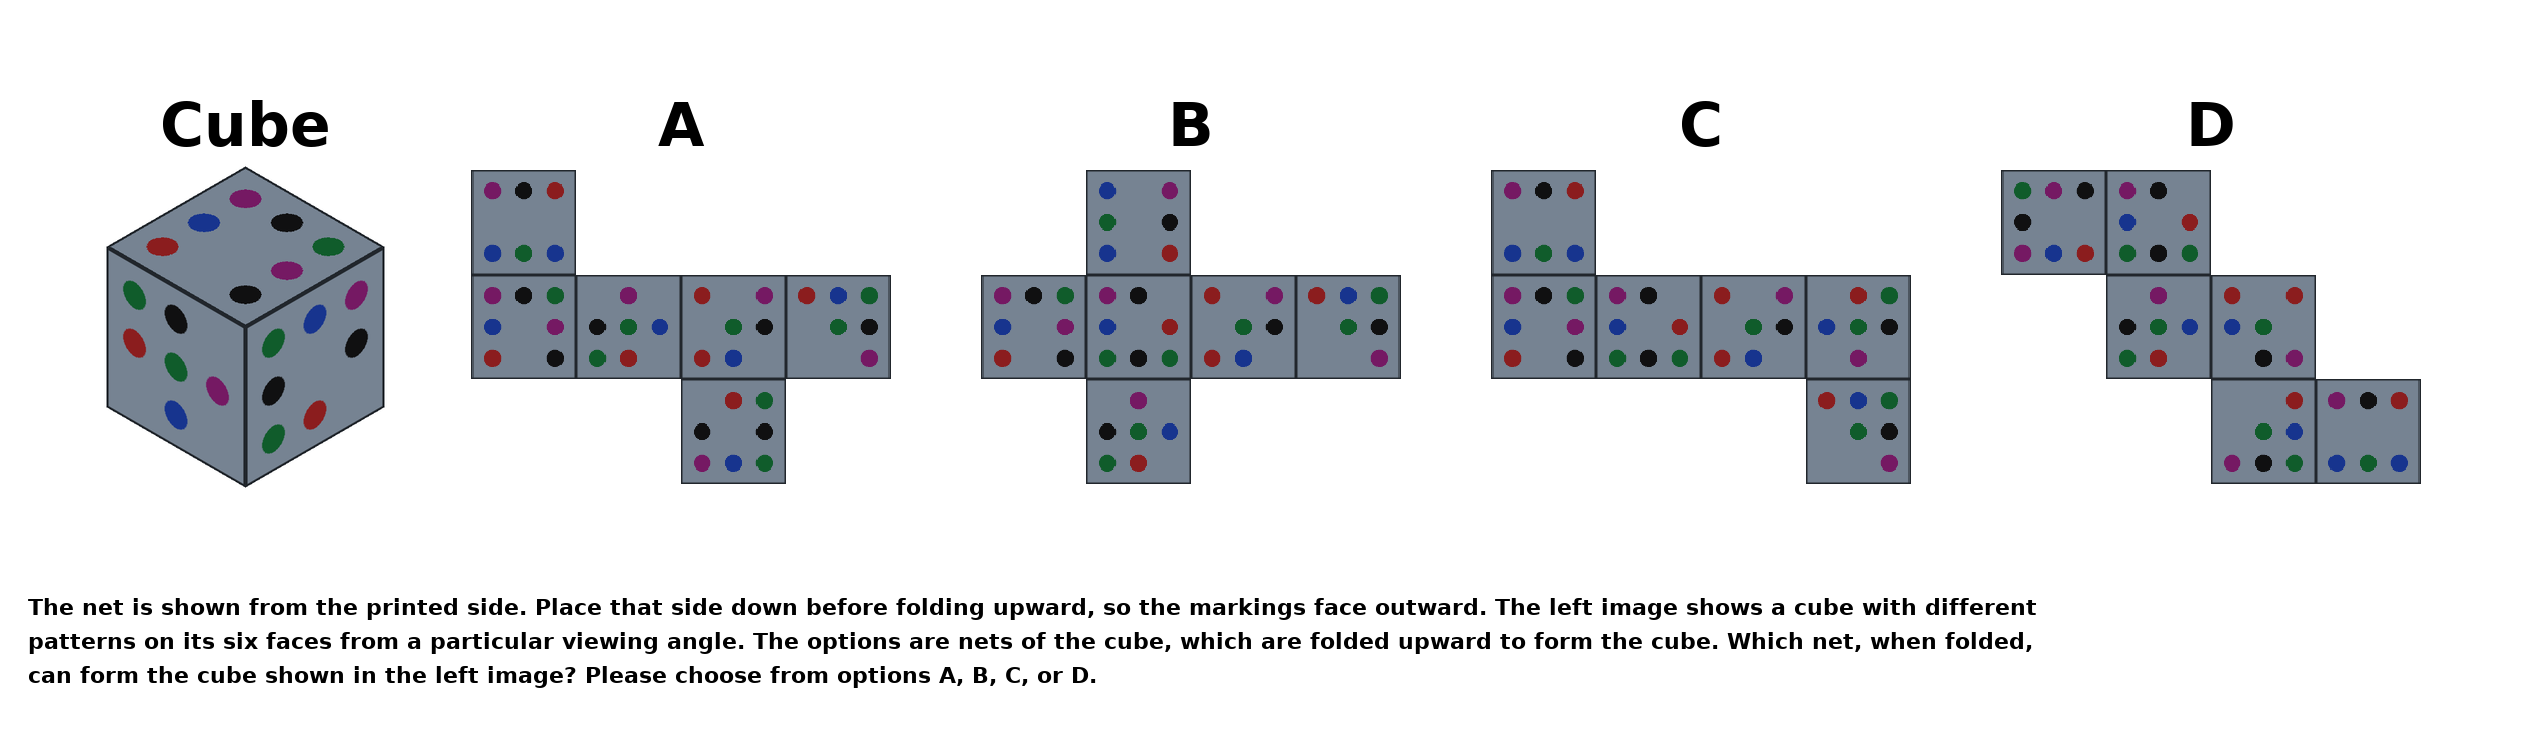 Cube A B C D
The net is shown from the printed side. Place that side down before folding upward, so the markings face outward. The left image shows a cube with different
patterns on its six faces from a particular viewing angle. The options are nets of the cube, which are folded upward to form the cube. Which net, when folded,
can form the cube shown in the left image? Please choose from options A, B, C, or D.